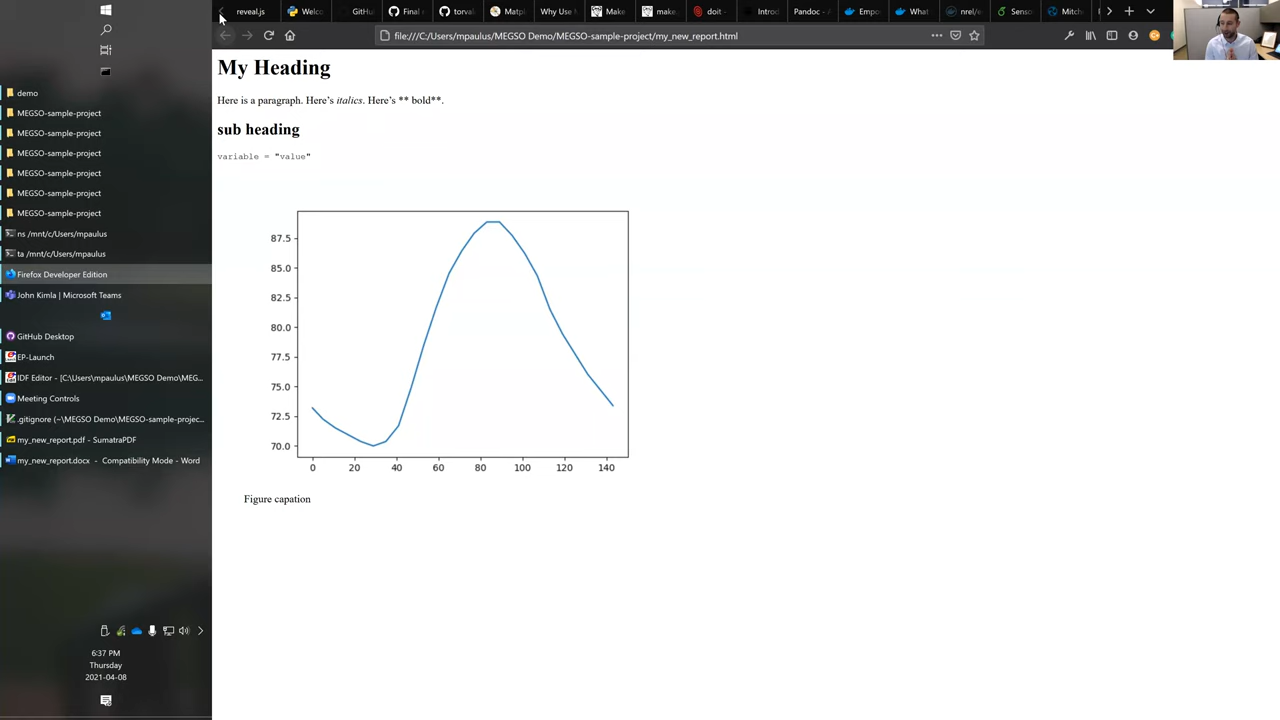 reveal.js
Welco
GitHu
Final r
torval
Matpl
Why Use M
Make
make.
doit -
Introd
Pandoc - A
Empo
What
nrel/e
Senso
Mitch
file:///C:/Users/mpaulus/MEGSO Demo/MEGSO-sample-project/my_new_report.html
demo
MEGSO-sample-project
MEGSO-sample-project
MEGSO-sample-project
MEGSO-sample-project
MEGSO-sample-project
MEGSO-sample-project
ns /mnt/c/Users/mpaulus
ta /mnt/c/Users/mpaulus
Firefox Developer Edition
John Kimla | Microsoft Teams
GitHub Desktop
EP-Launch
IDF Editor - [C:\Users\mpaulus\MEGSO Demo\MEG...
Meeting Controls
.gitignore (~\MEGSO Demo\MEGSO-sample-projec...
my_new_report.pdf - SumatraPDF
my_new_report.docx - Compatibility Mode - Word
6:37 PM
Thursday
2021-04-08
My Heading
Here is a paragraph. Here’s italics. Here’s ** bold**.
sub heading
variable = "value"
87.5
85.0
82.5
80.0
77.5
75.0
72.5
70.0
0 20 40 60 80 100 120 140
Figure capation